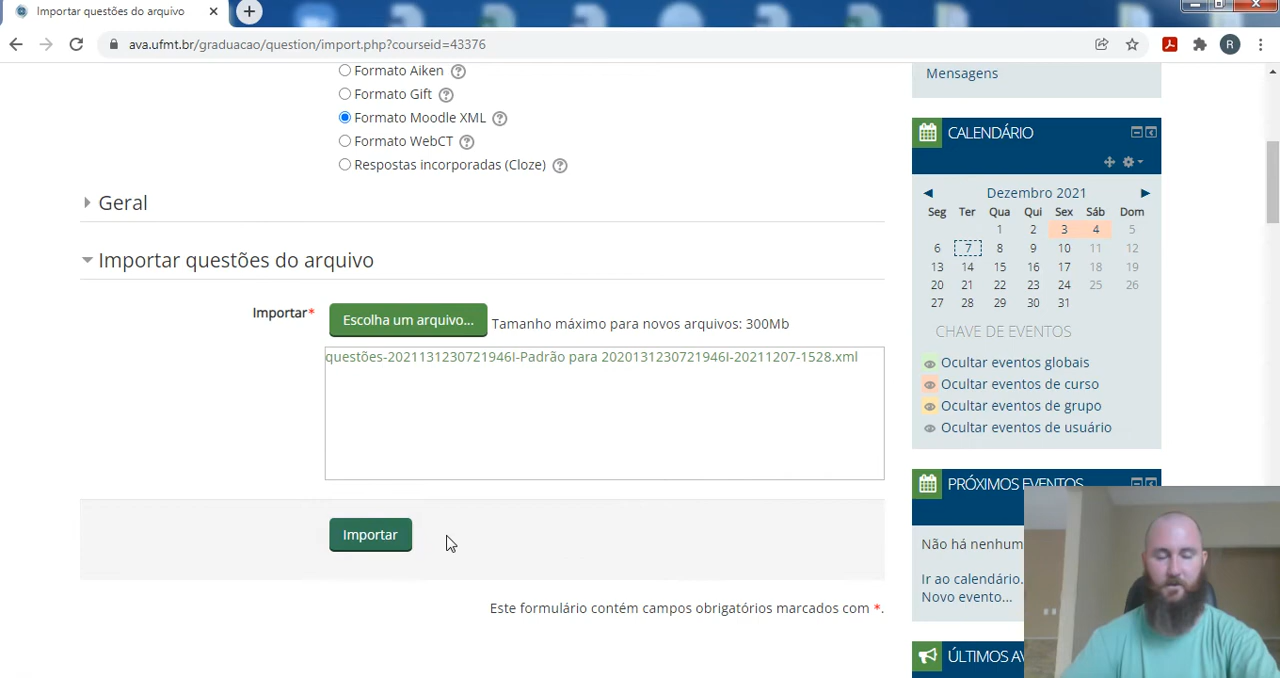 Importar questões do arquivo
ava.ufmt.br/graduacao/question/import.php?courseid=43376
R
Formato Aiken
Formato Gift
Formato Moodle XML
Formato WebCT
Respostas incorporadas (Cloze)
Geral
Importar questões do arquivo
Importar*
Escolha um arquivo...
Tamanho máximo para novos arquivos: 300Mb
questões-2021131230721946I-Padrão para 2020131230721946I-20211207-1528.xml
Importar
Este formulário contém campos obrigatórios marcados com *.
Mensagens
CALENDÁRIO
Dezembro 2021
Seg Ter Qua Qui Sex Sáb Dom
1 2 3 4 5
6 7 8 9 10 11 12
13 14 15 16 17 18 19
20 21 22 23 24 25 26
27 28 29 30 31
CHAVE DE EVENTOS
Ocultar eventos globais
Ocultar eventos de curso
Ocultar eventos de grupo
Ocultar eventos de usuário
PRÓXIMOS EVENTOS
Não há nenhum
Ir ao calendário.
Novo evento...
ÚLTIMOS AV